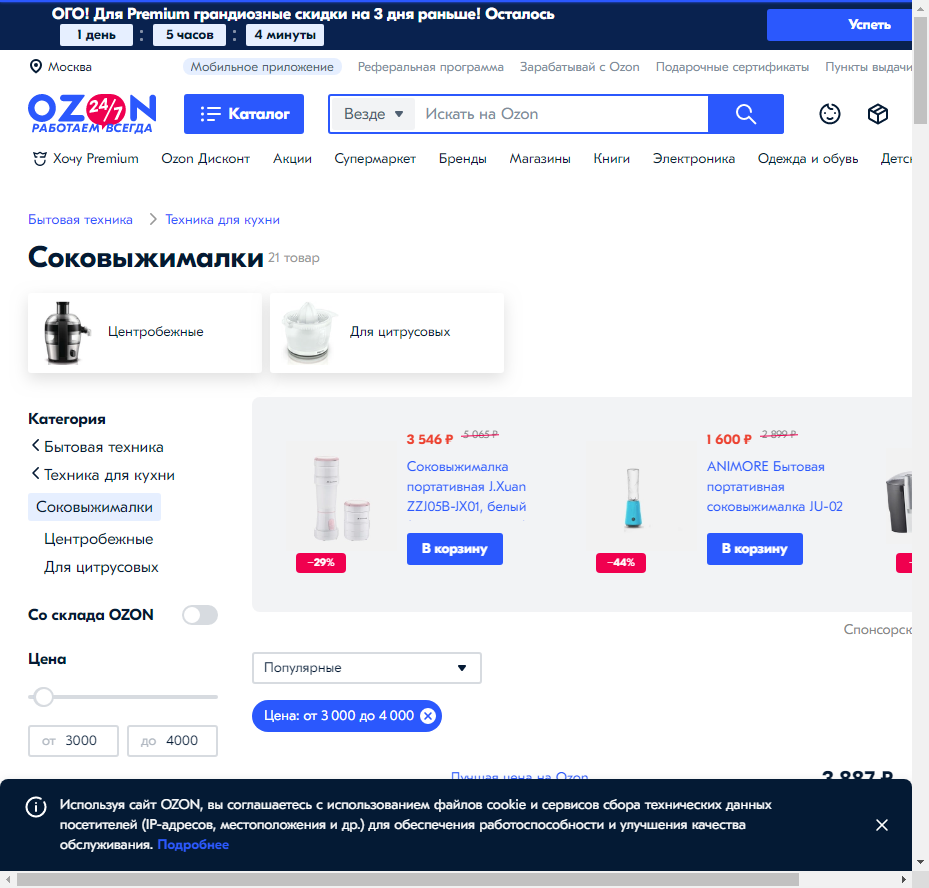 ОГО! Для Premium грандиозные скидки на 3 дня раньше! Осталось
1 день : 5 часов : 4 минуты
Успеть
Москва
Мобильное приложение
Реферальная программа
Зарабатывай с Ozon
Подарочные сертификаты
Пункты выдачи
OZON
24/7
РАБОТАЕМ ВСЕГДА
Каталог
Везде
Искать на Ozon
Хочу Premium
Ozon Дисконт
Акции
Супермаркет
Бренды
Магазины
Книги
Электроника
Одежда и обувь
Детск
Бытовая техника
Техника для кухни
Соковыжималки 21 товар
Центробежные
Для цитрусовых
Категория
Бытовая техника
Техника для кухни
Соковыжималки
Центробежные
Для цитрусовых
Со склада OZON
Цена
от 3000
до 4000
3 546 ₽ 5 065 ₽
Соковыжималка
портативная J.Xuan
ZZJ05B-JX01, белый
В корзину
−29%
1 600 ₽ 2 899 ₽
ANIMORE Бытовая
портативная
соковыжималка JU-02
В корзину
−44%
Спонсорск
Популярные
Цена: от 3 000 до 4 000
Лучшая цена на Ozon
3 887 ₽
Используя сайт OZON, вы соглашаетесь с использованием файлов cookie и сервисов сбора технических данных
посетителей (IP-адресов, местоположения и др.) для обеспечения работоспособности и улучшения качества
обслуживания. Подробнее